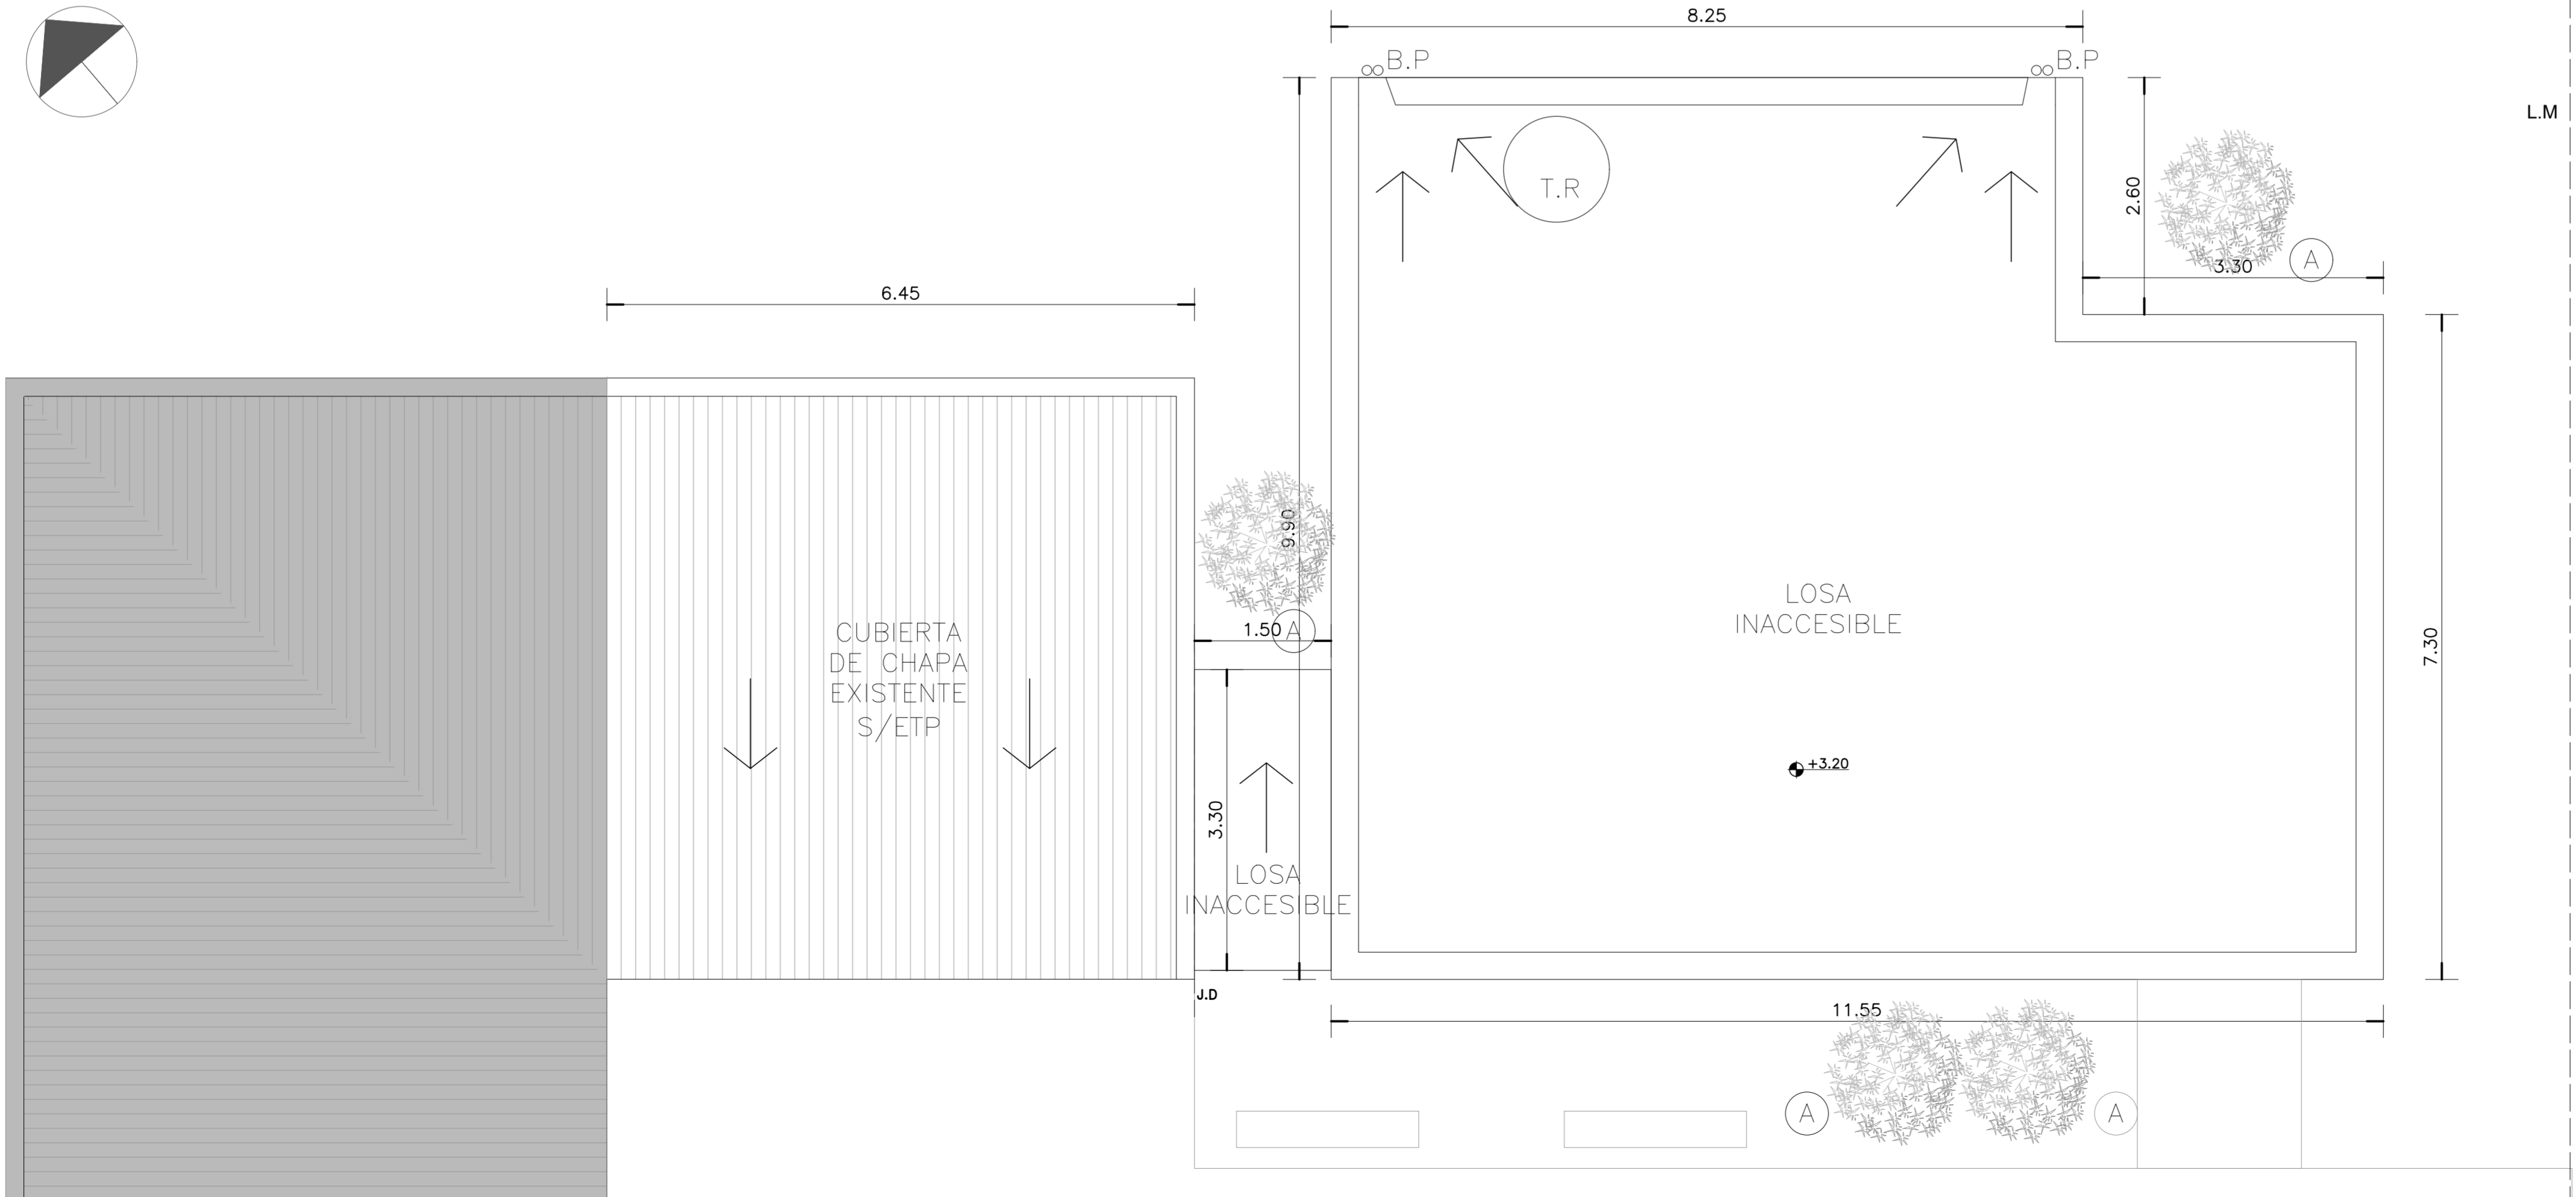 8.25
B.P
B.P
L.M
T.R
2.60
3.30
A
6.45
9.90
LOSA
INACCESIBLE
CUBIERTA
DE CHAPA
EXISTENTE
S/ETP
1.50
A
7.30
+3.20
3.30
LOSA
INACCESIBLE
J.D
11.55
A
A